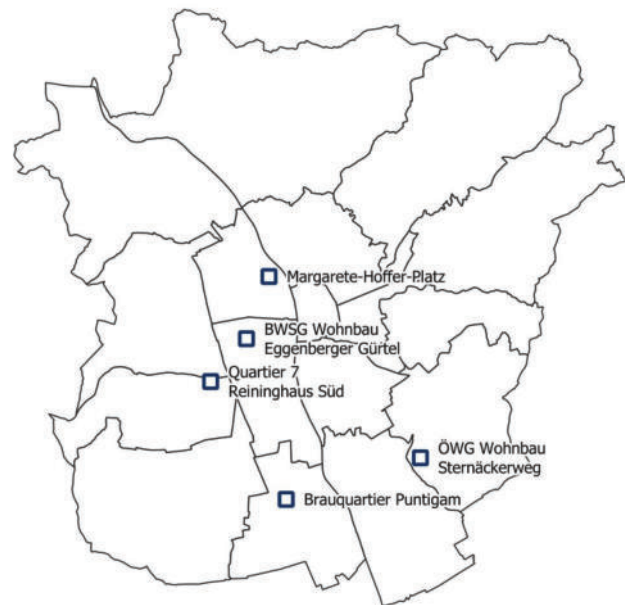 Margarete-Hoffer-Platz
BWSG Wohnbau
Eggenberger Gürtel
Quartier 7
Reininghaus Süd
ÖWG Wohnbau
Sternäckerweg
Brauquartier Puntigam